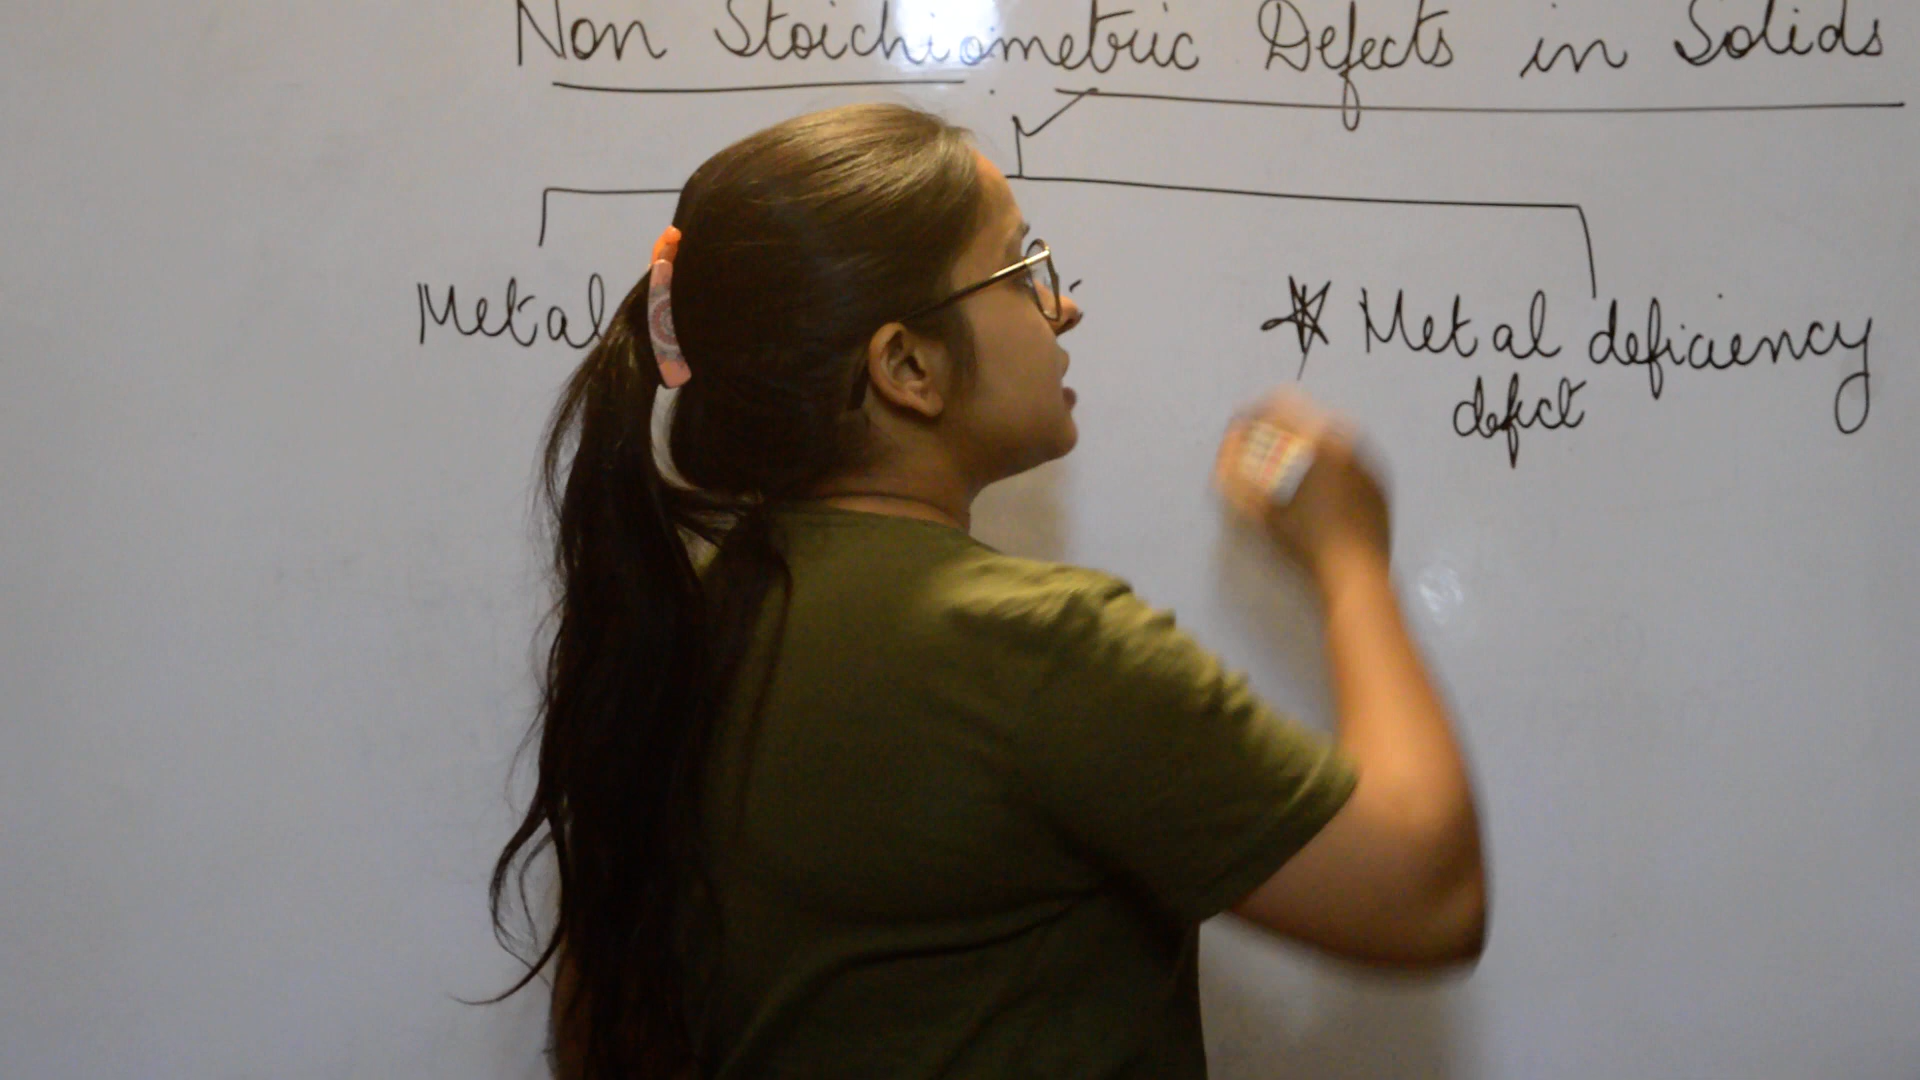 Non Stoichiometric Defects in Solids
Metal
Metal deficiency
defect